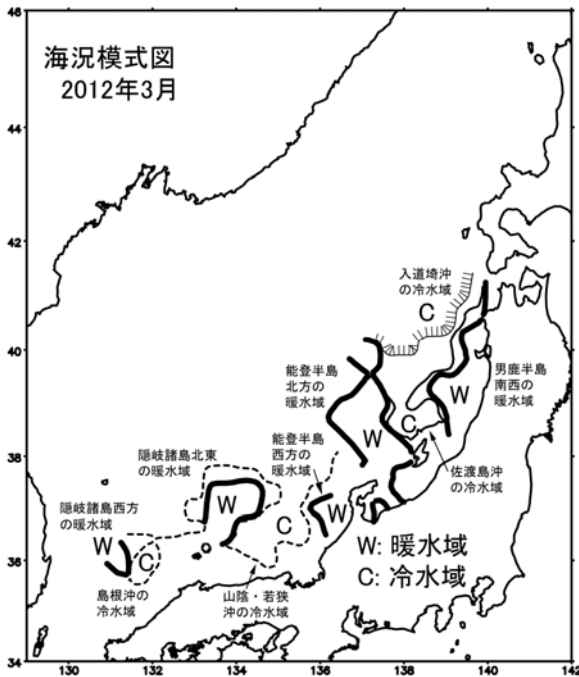 海況模式図
2012年3月
46
44
42
40
38
36
34
130
132
134
136
138
140
142
入道埼沖
の冷水域
C
能登半島
北方の
暖水域
男鹿半島
南西の
暖水域
W
C
W
佐渡島沖
の冷水域
能登半島
西方の
暖水域
隠岐諸島北東
の暖水域
W
C
W
隠岐諸島西方
の暖水域
W
C
島根沖の
冷水域
山陰・若狭
沖の冷水域
W: 暖水域
C: 冷水域